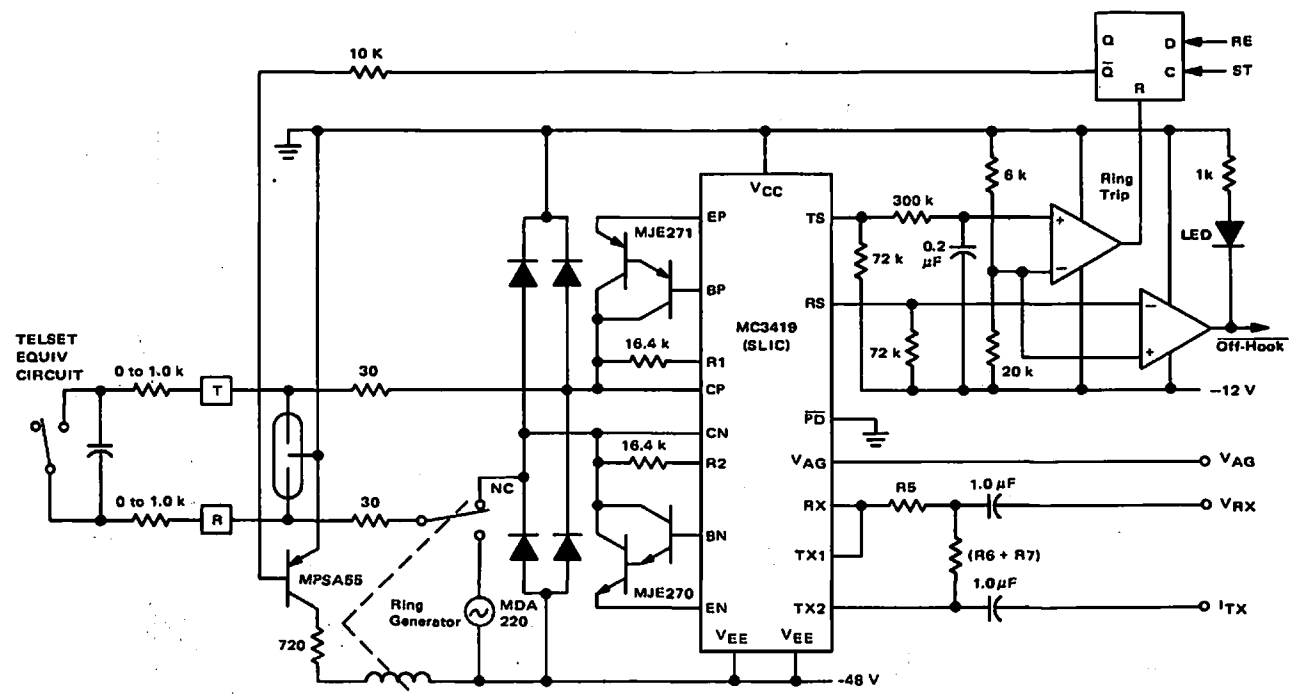 10 K
Q
D
RE
Q̅
C
ST
R
VCC
6 k
Ring
Trip
1k
EP
MJE271
TS
300 k
+
LED
72 k
0.2
μF
−
BP
RS
−
MC3419
(SLIC)
TELSET
EQUIV
CIRCUIT
0 to 1.0 k
T
30
16.4 k
R1
CP
72 k
20 k
+
Off-Hook
−12 V
CN
PD
16.4 k
R2
VAG
VAG
NC
0 to 1.0 k
R
30
RX
R5
1.0 μF
VRX
BN
TX1
(R6 + R7)
MPSA55
MJE270
1.0 μF
Ring
Generator
MDA
220
EN
TX2
ITX
720
VEE
VEE
-48 V